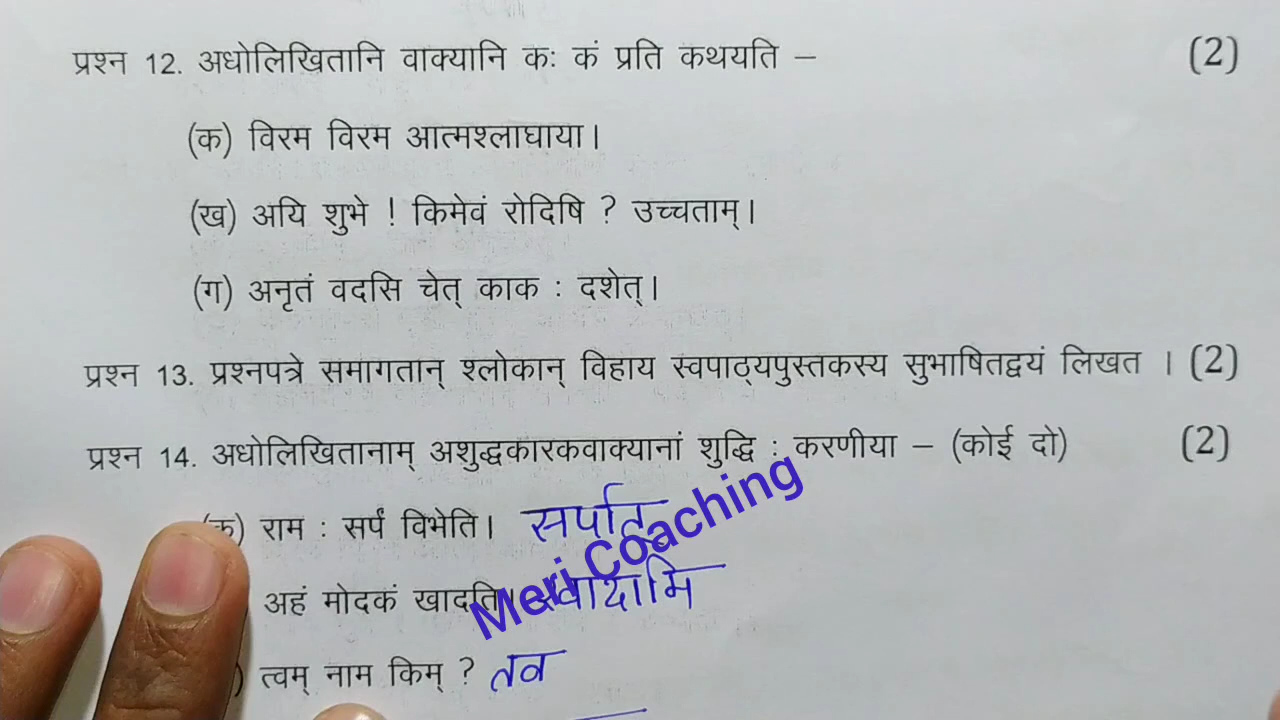 प्रश्न 12. अधोलिखितानि वाक्यानि कः कं प्रति कथयति – (2)
(क) विरम विरम आत्मश्लाघाया।
(ख) अयि शुभे ! किमेवं रोदिषि ? उच्चताम्।
(ग) अनृतं वदसि चेत् काक : दशेत्।
प्रश्न 13. प्रश्नपत्रे समागतान् श्लोकान् विहाय स्वपाठ्यपुस्तकस्य सुभाषितद्वयं लिखत । (2)
प्रश्न 14. अधोलिखितानाम् अशुद्धकारकवाक्यानां शुद्धि : करणीया – (कोई दो) (2)
(क) राम : सर्पं विभेति। सर्पात्
अहं मोदकं खादति। खादामि
) त्वम् नाम किम् ? तव
Meri Coaching